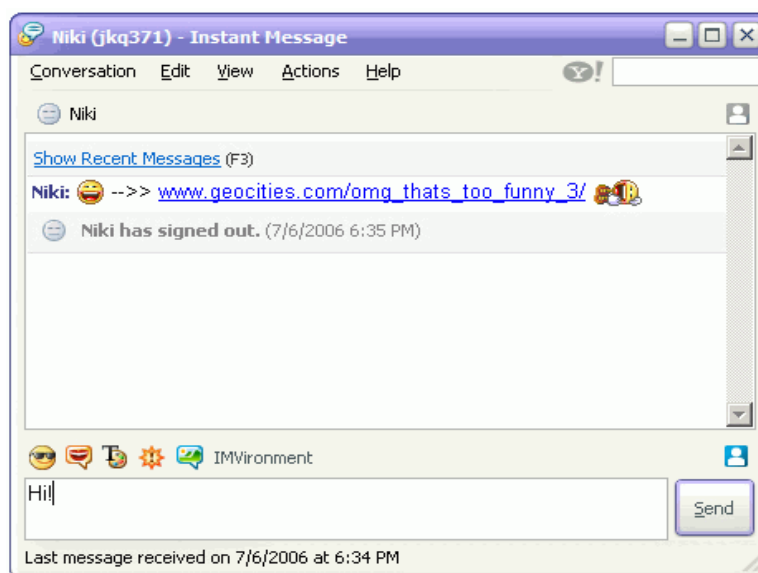 Niki (jkq371) - Instant Message
Conversation Edit View Actions Help Y!
Niki
Show Recent Messages (F3)
Niki: -->> www.geocities.com/omg_thats_too_funny_3/
Niki has signed out. (7/6/2006 6:35 PM)
IMVironment
Hi!
Send
Last message received on 7/6/2006 at 6:34 PM